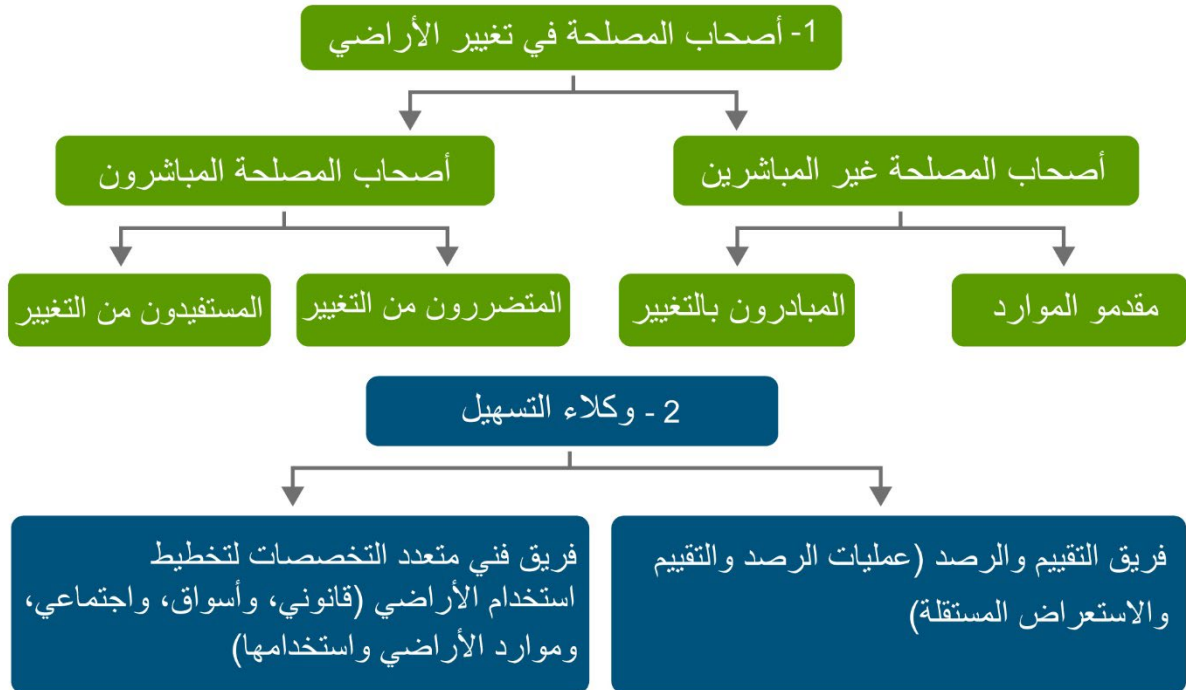 1- أصحاب المصلحة في تغيير الأراضي
أصحاب المصلحة غير المباشرين
أصحاب المصلحة المباشرون
مقدمو الموارد
المبادرون بالتغيير
المتضررون من التغيير
المستفيدون من التغيير
2 - وكلاء التسهيل
فريق التقييم والرصد (عمليات الرصد والتقييم
والاستعراض المستقلة)
فريق فني متعدد التخصصات لتخطيط
استخدام الأراضي (قانوني، وأسواق، واجتماعي،
وموارد الأراضي واستخدامها)